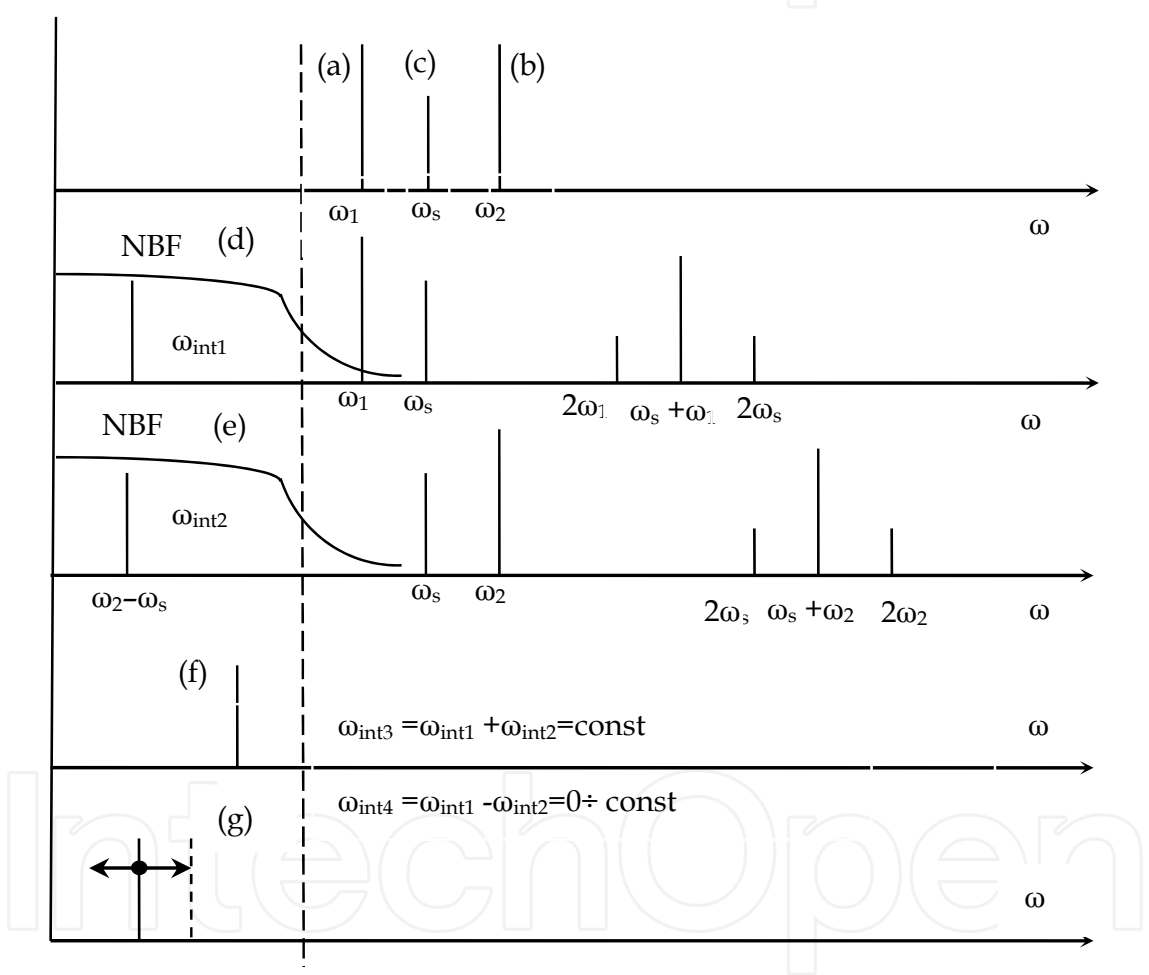 (a) (c) (b)
ω1 ωs ω2
ω
NBF (d)
ωint1
ω1 ωs 2ω1 ωs +ω1 2ωs
ω
NBF (e)
ωint2
ω2−ωs ωs ω2 2ωs ωs +ω2 2ω2 ω
(f)
ωint3 =ωint1 +ωint2=const ω
ωint4 =ωint1 -ωint2=0÷ const
(g)
IntechOpen
ω